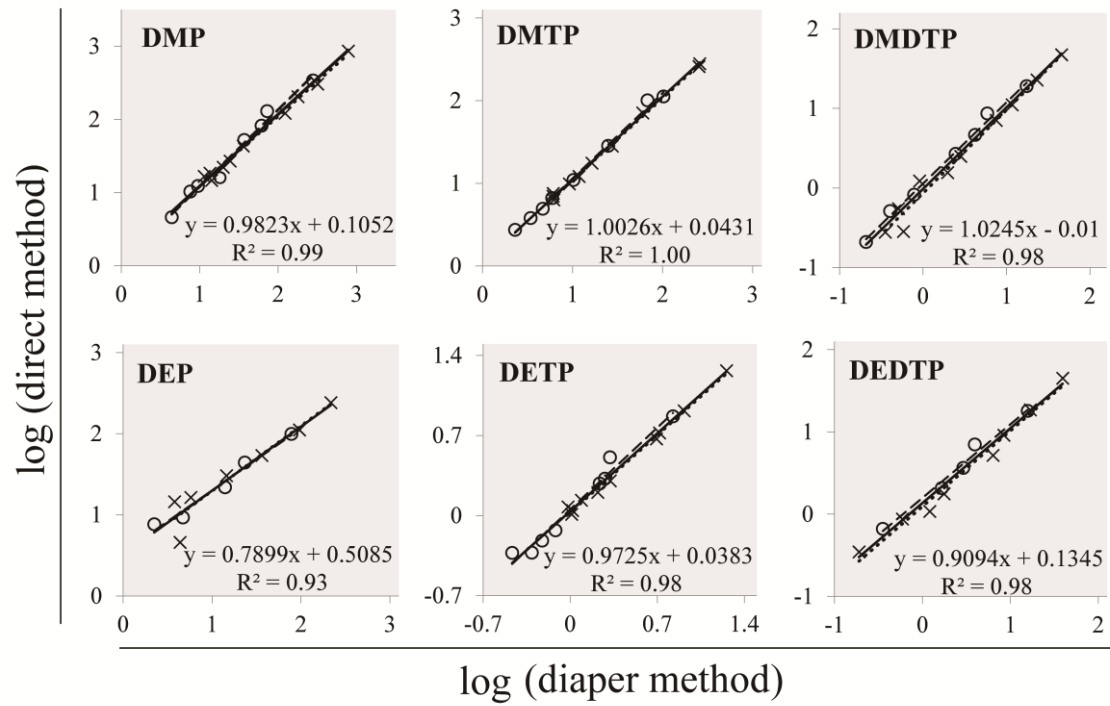 DMP
3
2
1
0
y = 0.9823x + 0.1052
R² = 0.99
0 1 2 3
DMTP
3
2
1
0
y = 1.0026x + 0.0431
R² = 1.00
0 1 2 3
DMDTP
2
1
0
-1
y = 1.0245x - 0.01
R² = 0.98
-1 0 1 2
DEP
3
2
1
0
y = 0.7899x + 0.5085
R² = 0.93
0 1 2 3
DETP
1.4
0.7
0
-0.7
y = 0.9725x + 0.0383
R² = 0.98
-0.7 0 0.7 1.4
DEDTP
2
1
0
-1
y = 0.9094x + 0.1345
R² = 0.98
-1 0 1 2
log (direct method)
log (diaper method)